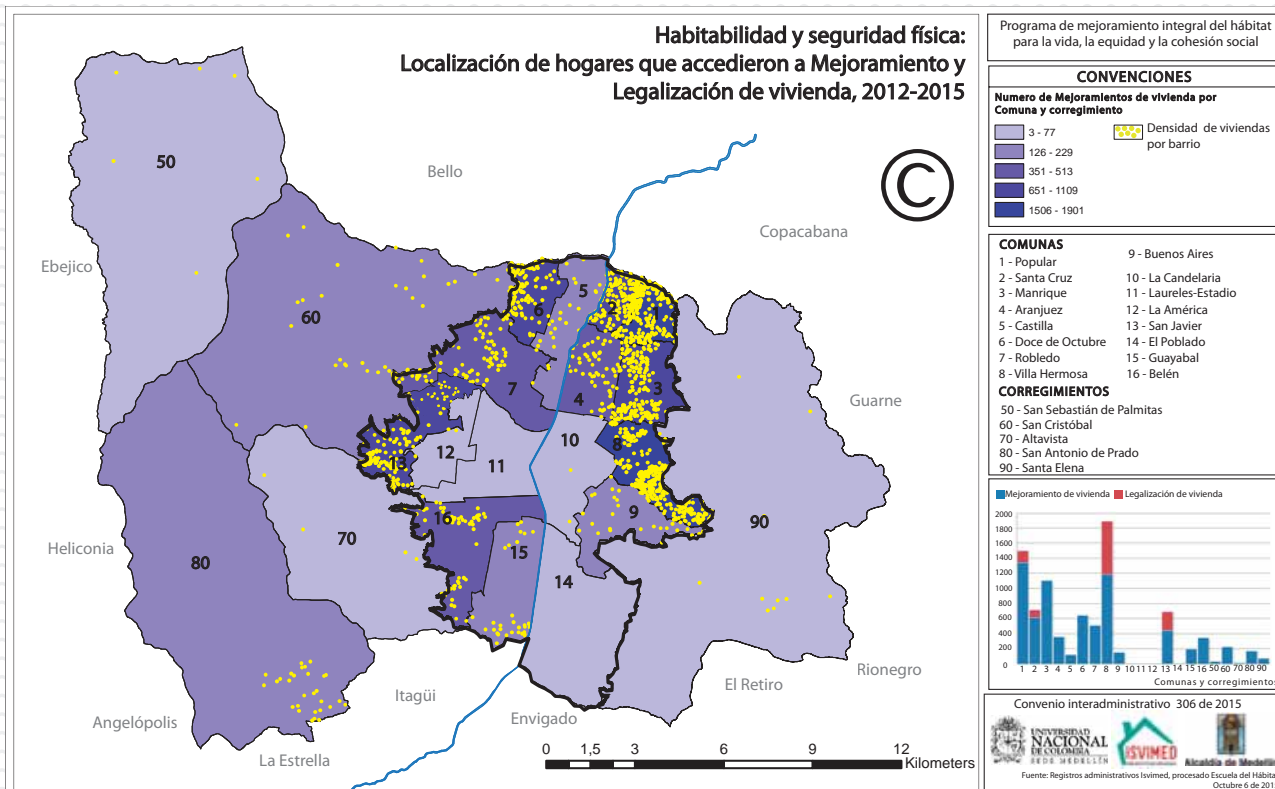 Habitabilidad y seguridad física:
Localización de hogares que accedieron a Mejoramiento y
Legalización de vivienda, 2012-2015
©
Bello
Copacabana
Ebejico
Guarne
Heliconia
Rionegro
El Retiro
Itagüi
Envigado
Angelópolis
La Estrella
50
60
5
6
2
7
4
3
10
12
11
13
8
9
90
16
15
70
80
14
0 1,5 3 6 9 12
Kilometers
Programa de mejoramiento integral del hábitat
para la vida, la equidad y la cohesión social
CONVENCIONES
Numero de Mejoramientos de vivienda por
Comuna y corregimiento
3 - 77
126 - 229
351 - 513
651 - 1109
1506 - 1901
Densidad de viviendas
por barrio
COMUNAS
1 - Popular
2 - Santa Cruz
3 - Manrique
4 - Aranjuez
5 - Castilla
6 - Doce de Octubre
7 - Robledo
8 - Villa Hermosa
9 - Buenos Aires
10 - La Candelaria
11 - Laureles-Estadio
12 - La América
13 - San Javier
14 - El Poblado
15 - Guayabal
16 - Belén
CORREGIMIENTOS
50 - San Sebastián de Palmitas
60 - San Cristóbal
70 - Altavista
80 - San Antonio de Prado
90 - Santa Elena
Mejoramiento de vivienda Legalización de vivienda
2000
1800
1600
1400
1200
1000
800
600
400
200
0
1 2 3 4 5 6 7 8 9 10 11 12 13 14 15 16 50 60 70 80 90
Comunas y corregimientos
Convenio interadministrativo 306 de 2015
UNIVERSIDAD
NACIONAL
DE COLOMBIA
SEDE MEDELLÍN
ISVIMED
Alcaldía de Medellín
Fuente: Registros administrativos Isvimed, procesado Escuela del Hábita
Octubre 6 de 201